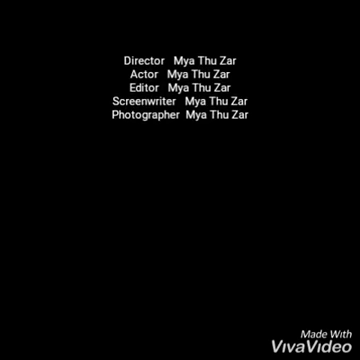 Director Mya Thu Zar
Actor Mya Thu Zar
Editor Mya Thu Zar
Screenwriter Mya Thu Zar
Photographer Mya Thu Zar
Made With
VivaVideo